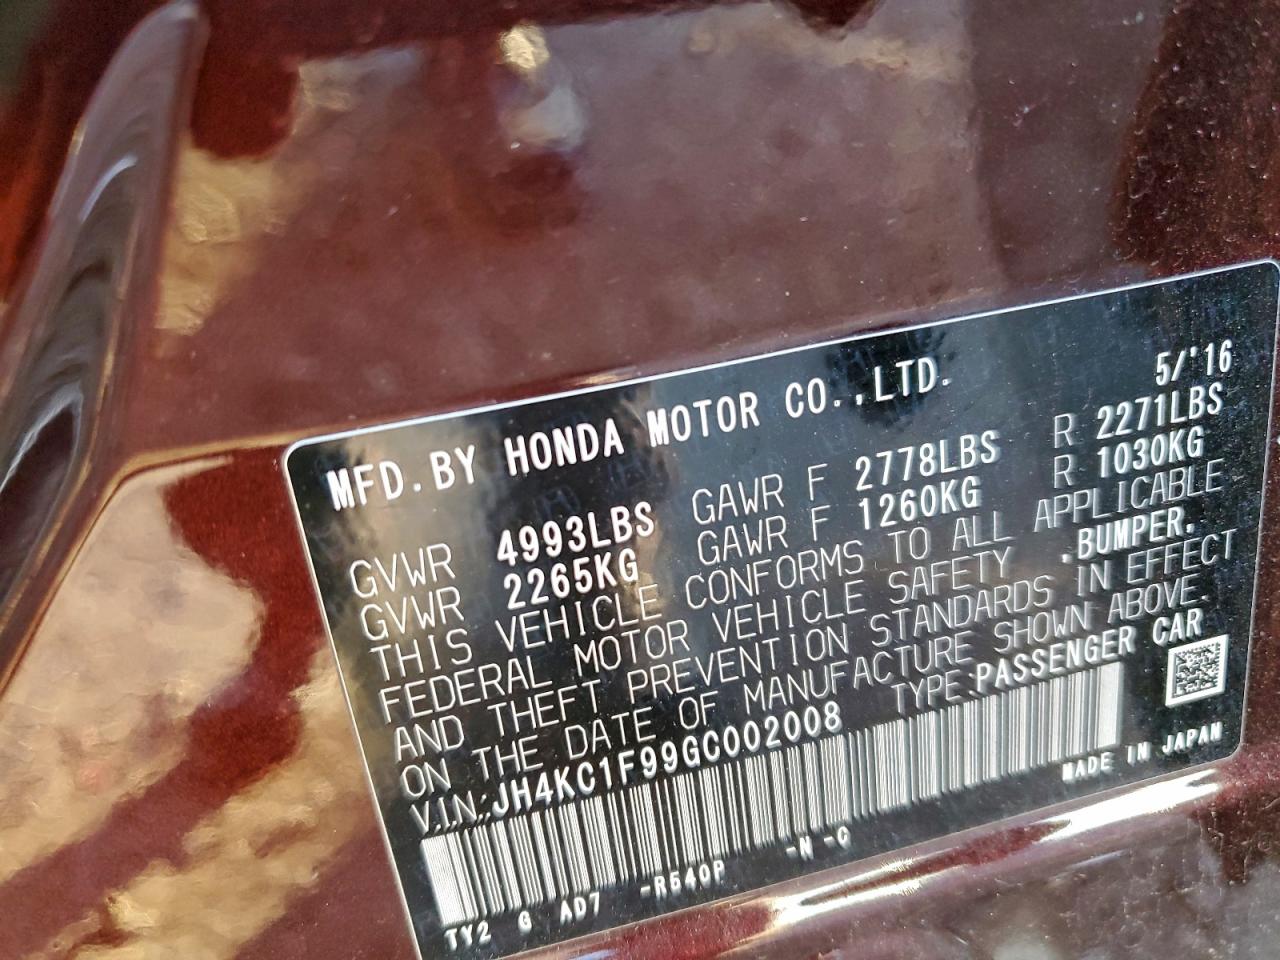 MFD.BY HONDA MOTOR CO.,LTD. 5/'16
GVWR 4993LBS GAWR F 2778LBS R 2271LBS
GVWR 2265KG GAWR F 1260KG R 1030KG
THIS VEHICLE CONFORMS TO ALL APPLICABLE
FEDERAL MOTOR VEHICLE SAFETY ,BUMPER,
AND THEFT PREVENTION STANDARDS IN EFFECT
ON THE DATE OF MANUFACTURE SHOWN ABOVE.
V.I.N.:JH4KC1F99GC002008 TYPE:PASSENGER CAR
MADE IN JAPAN
TY2 G AD7 -R540P -N -C